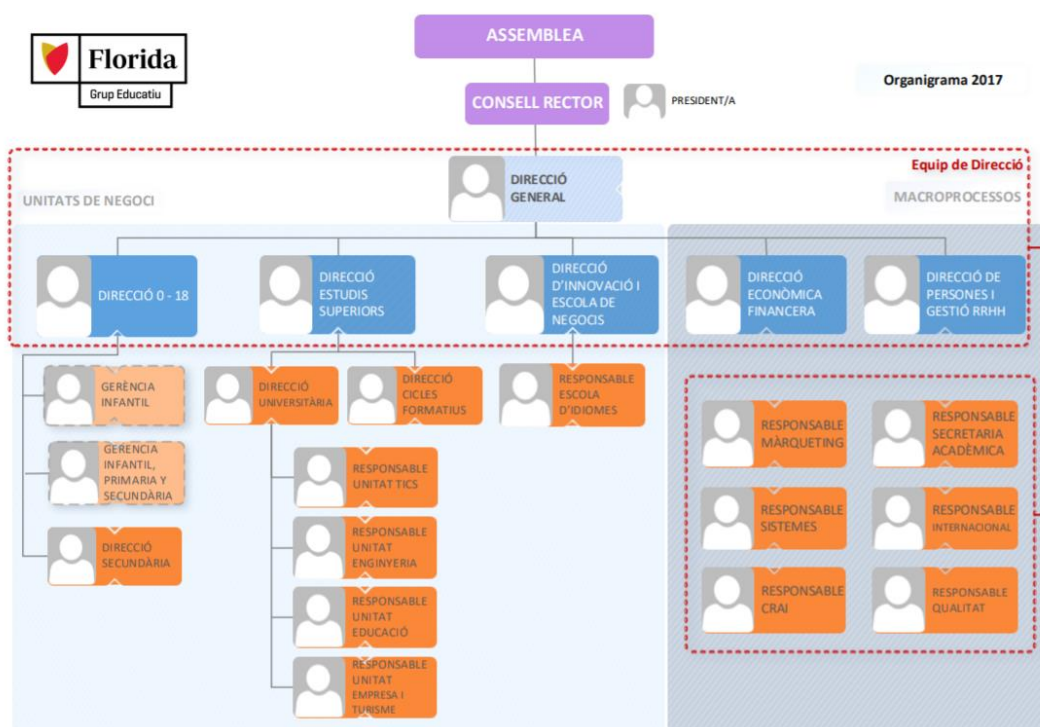 Florida
Grup Educatiu
ASSEMBLEA
CONSELL RECTOR
PRESIDENT/A
Organigrama 2017
Equip de Direcció
UNITATS DE NEGOCI
DIRECCIÓ
GENERAL
MACROPROCESSOS
DIRECCIÓ 0 - 18
DIRECCIÓ
ESTUDIS
SUPERIORS
DIRECCIÓ
D'INNOVACIÓ I
ESCOLA DE
NEGOCIS
DIRECCIÓ
ECONÒMICA
FINANCERA
DIRECCIÓ DE
PERSONES I
GESTIÓ RRHH
GERÈNCIA
INFANTIL
DIRECCIÓ
UNIVERSITÀRIA
DIRECCIÓ
CICLES
FORMATIUS
RESPONSABLE
ESCOLA
D'IDIOMES
GERENCIA
INFANTIL,
PRIMARIA Y
SECUNDÀRIA
DIRECCIÓ
SECUNDÀRIA
RESPONSABLE
UNITAT TICS
RESPONSABLE
UNITAT
ENGINYERIA
RESPONSABLE
UNITAT
EDUCACIÓ
RESPONSABLE
UNITAT
EMPRESA I
TURISME
RESPONSABLE
MÀRQUETING
RESPONSABLE
SECRETARIA
ACADÈMICA
RESPONSABLE
SISTEMES
RESPONSABLE
INTERNACIONAL
RESPONSABLE
CRAI
RESPONSABLE
QUALITAT